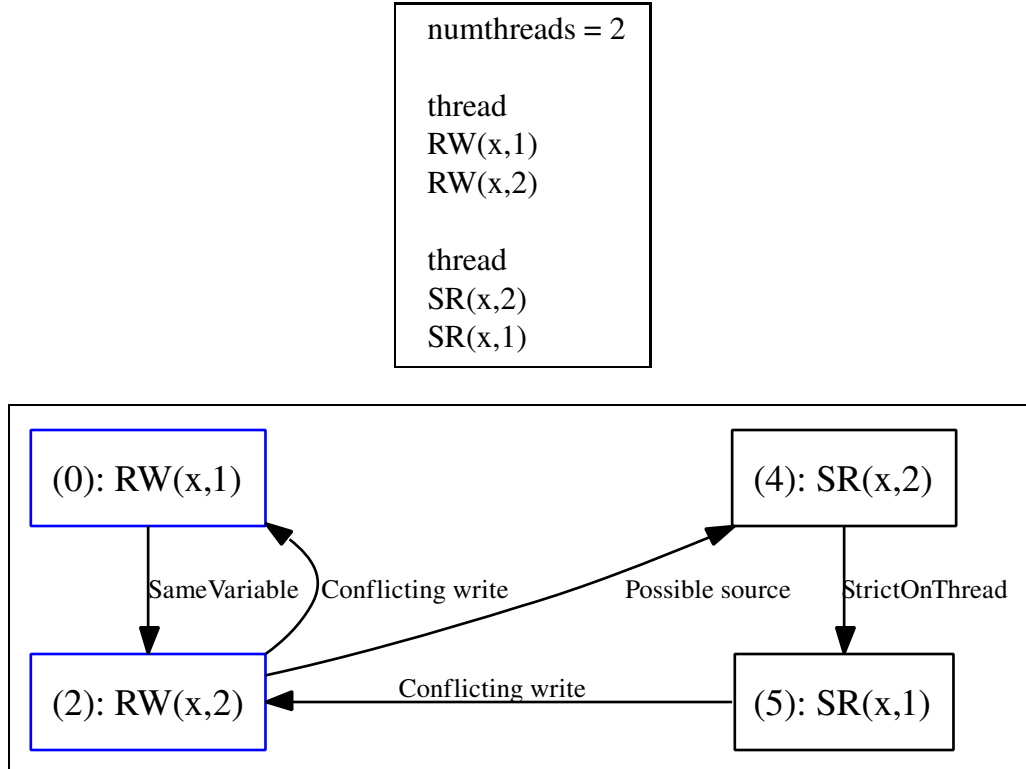 numthreads = 2
thread
RW(x,1)
RW(x,2)
thread
SR(x,2)
SR(x,1)
(0): RW(x,1)
(4): SR(x,2)
SameVariable
Conflicting write
Possible source
StrictOnThread
(2): RW(x,2)
Conflicting write
(5): SR(x,1)